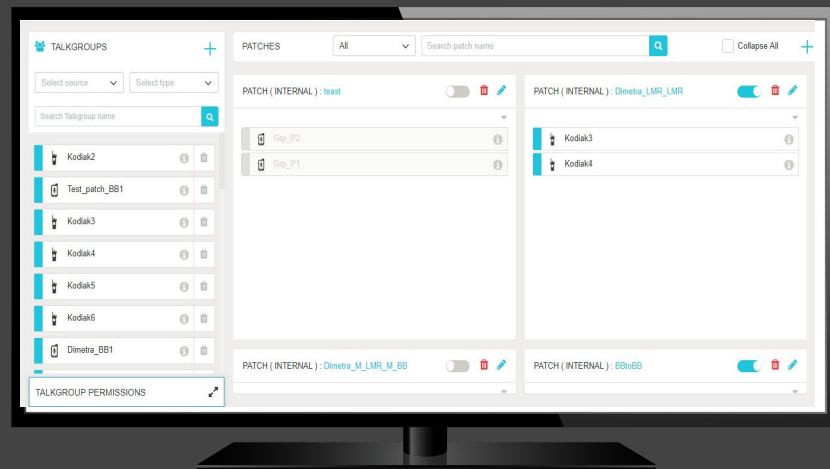 TALKGROUPS
Select source
Select type
Search Talkgroup name
Kodiak2
Test_patch_BB1
Kodiak3
Kodiak4
Kodiak5
Kodiak6
Dimetra_BB1
TALKGROUP PERMISSIONS
PATCHES
All
Search patch name
Collapse All
PATCH ( INTERNAL ) : teast
Grp_P2
Grp_P1
PATCH ( INTERNAL ) : Dimetra_LMR_LMR
Kodiak3
Kodiak4
PATCH ( INTERNAL ) : Dimetra_M_LMR_M_BB
PATCH ( INTERNAL ) : BBtoBB